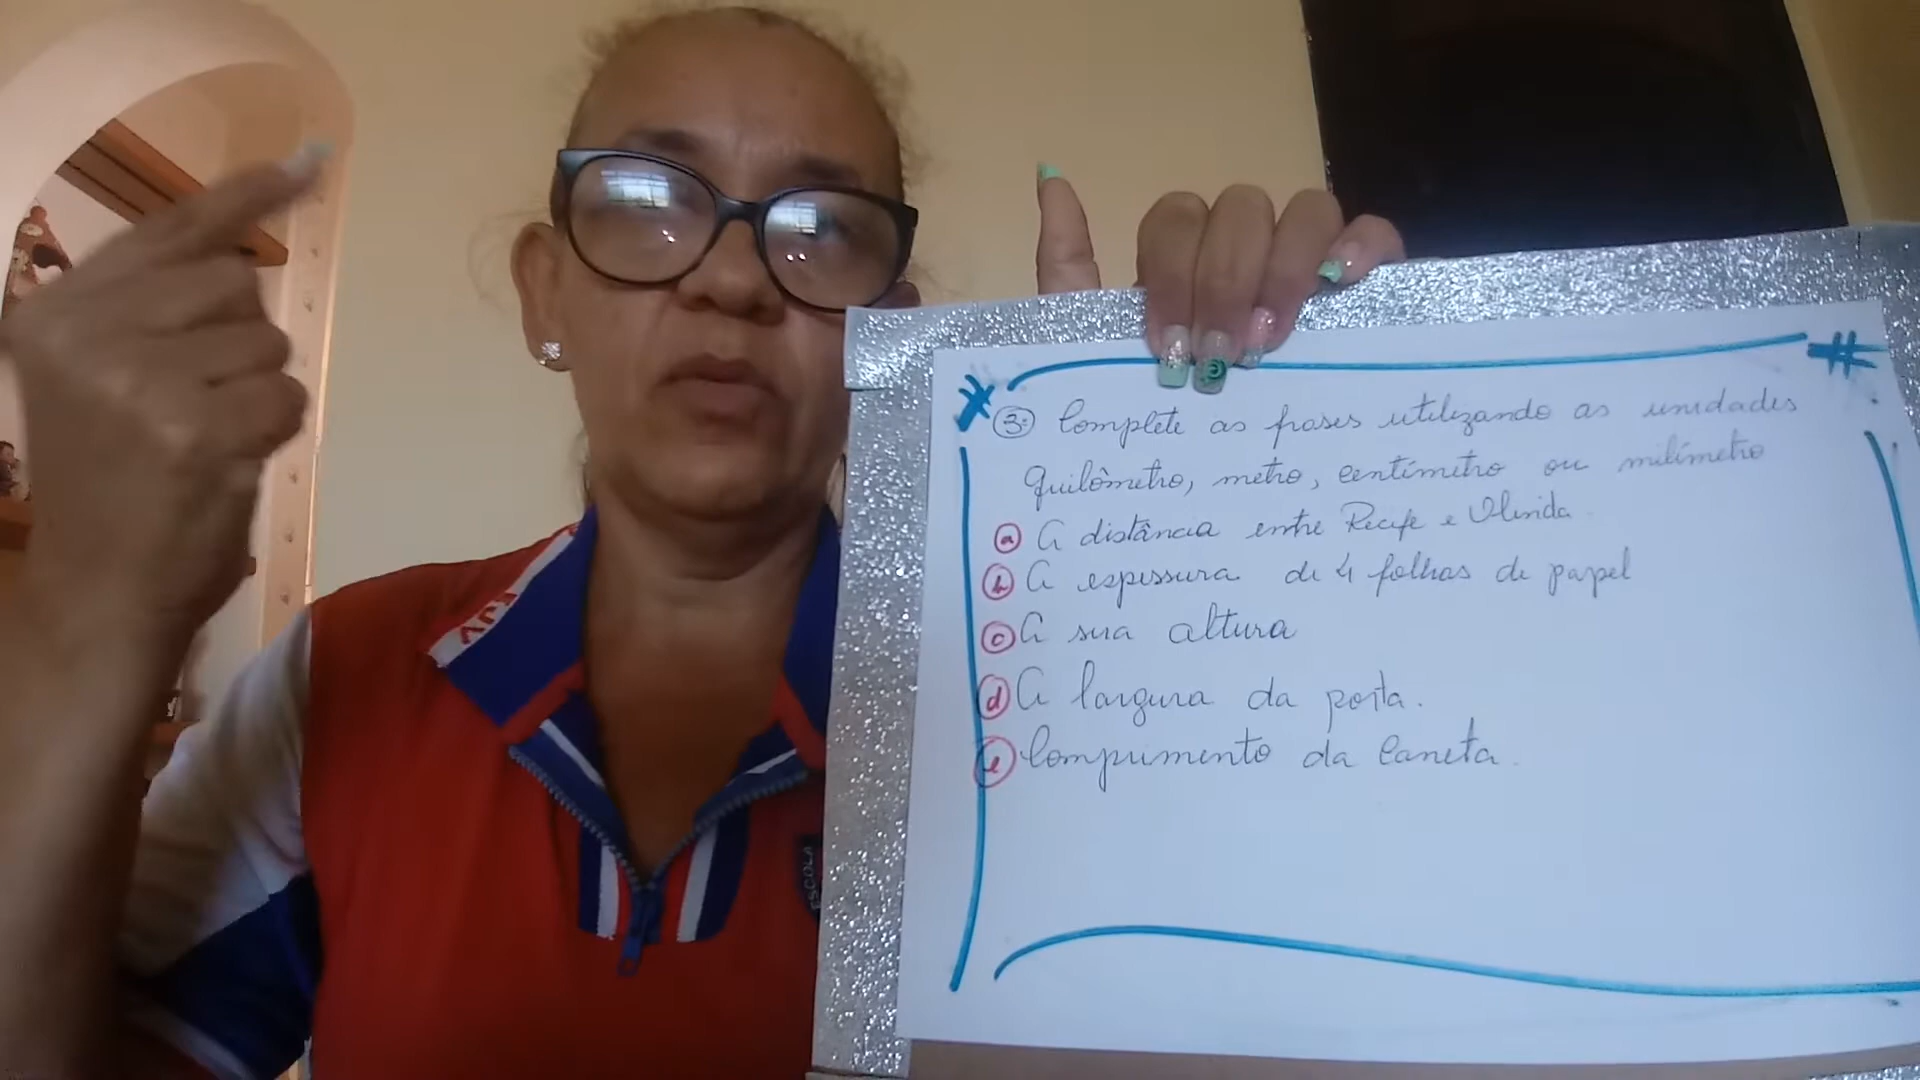 3: Complete as frases utilizando as unidades
Quilômetro, metro, centímetro ou milímetro
a A distância entre Recife e Olinda.
b A espessura de 4 folhas de papel
c A sua altura
d A largura da porta.
e Comprimento da Caneta.
ESCOLA